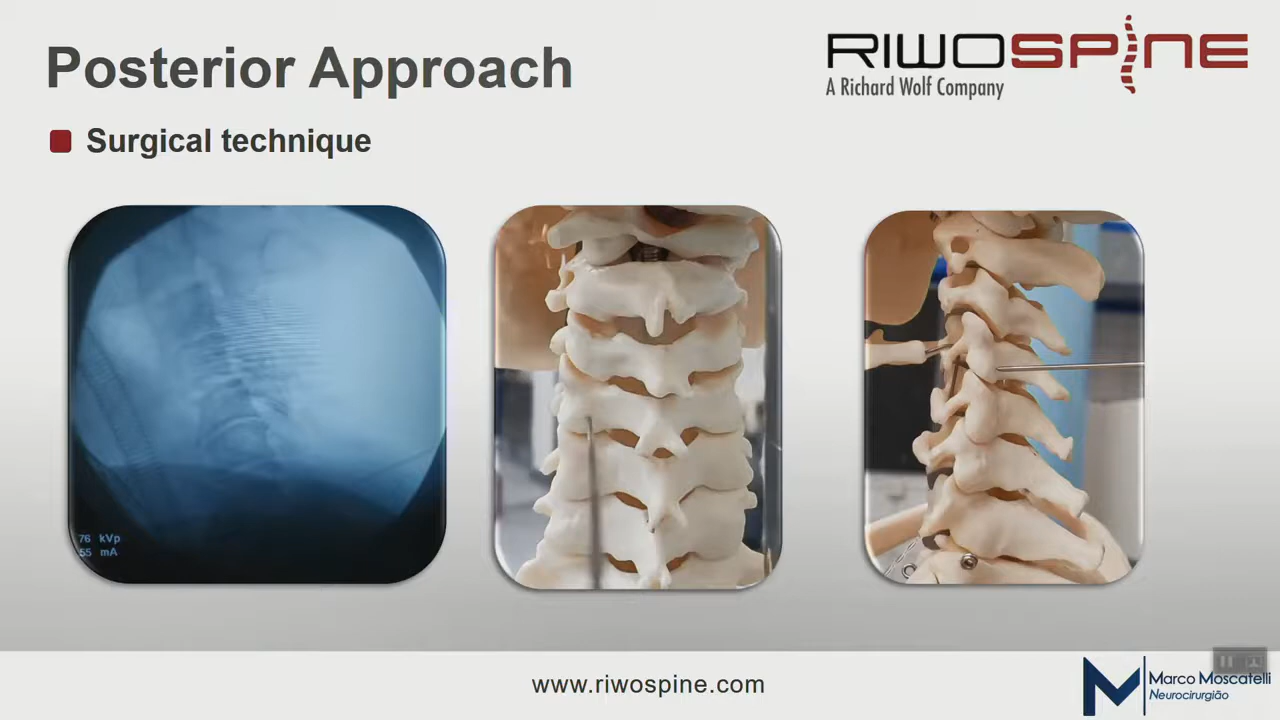 Posterior Approach
RIWOSPINE
A Richard Wolf Company
Surgical technique
76 kVp
55 mA
www.riwospine.com
Marco Moscatelli
Neurocirurgião